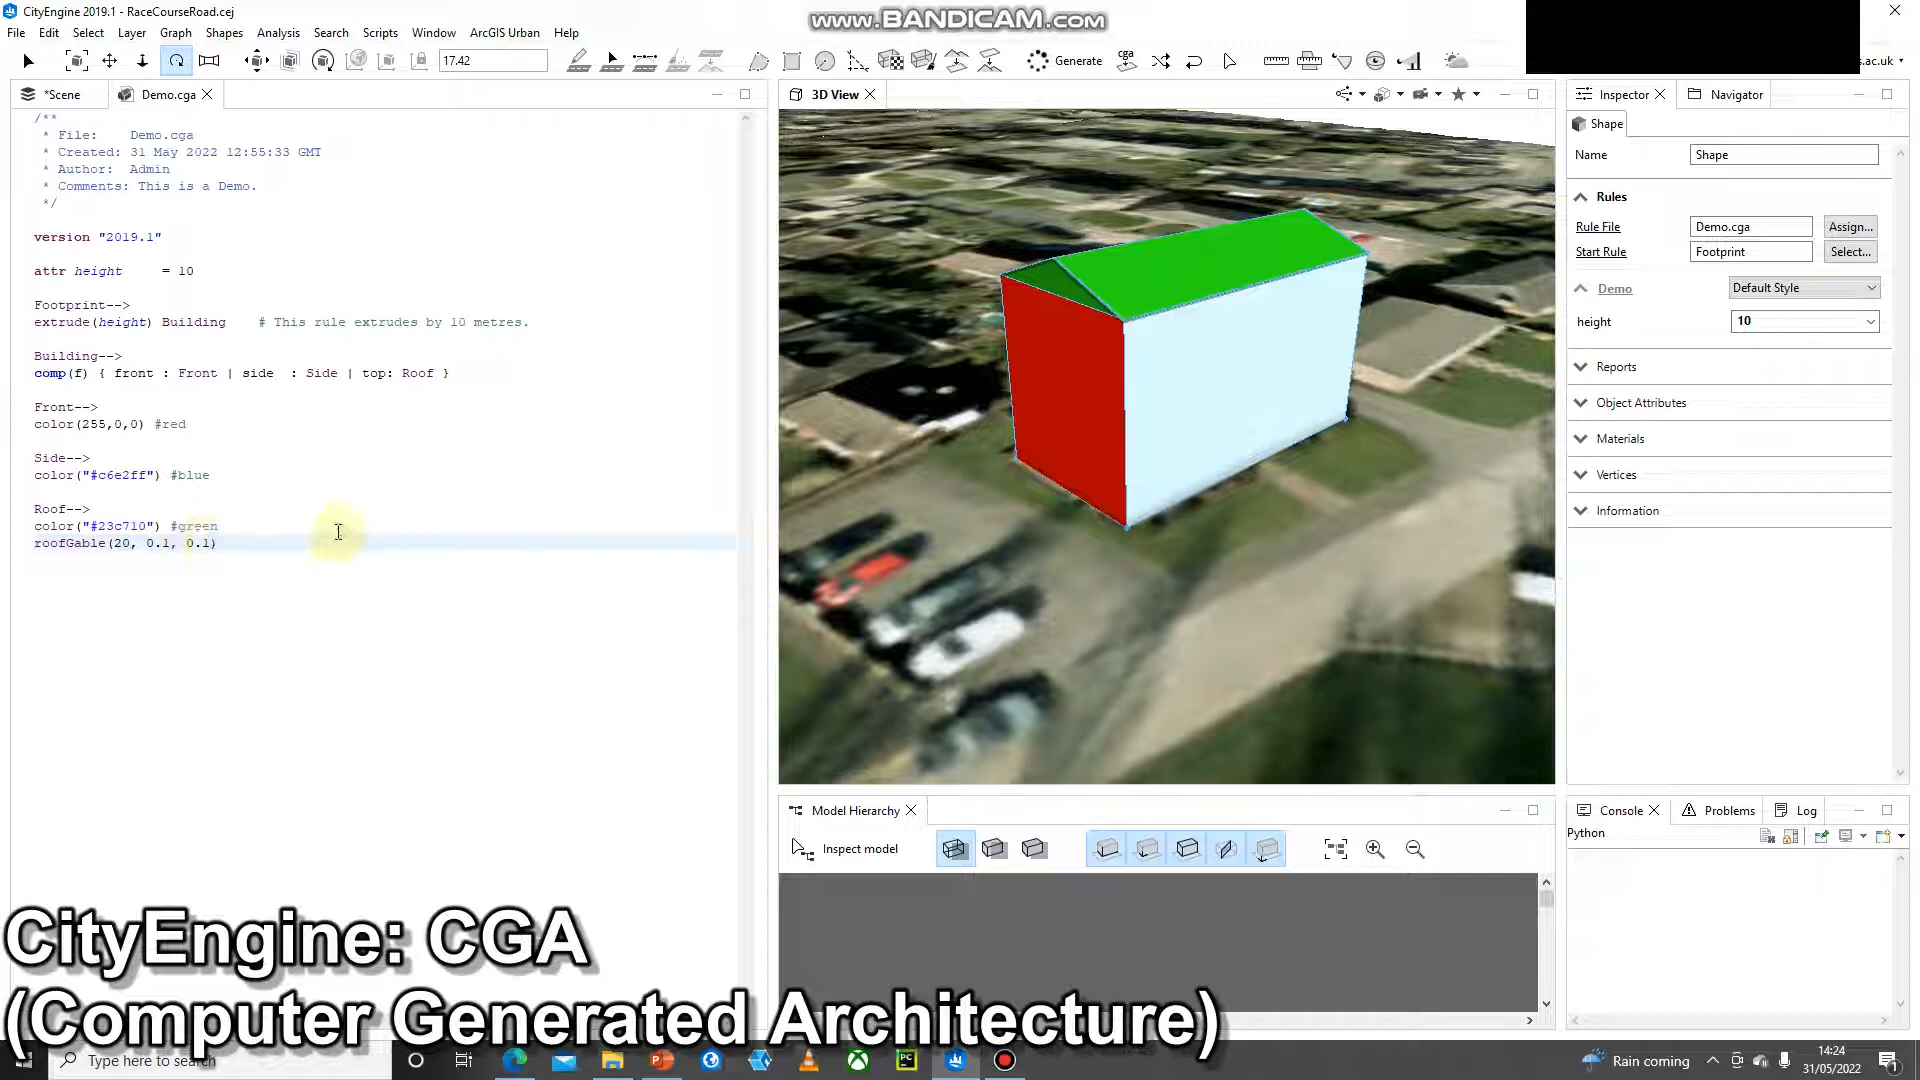 CityEngine 2019.1 - RaceCourseRoad.cej
www.BANDICAM.com
File Edit Select Layer Graph Shapes Analysis Search Scripts Window ArcGIS Urban Help
17.42
cga
Generate
s.ac.uk
*Scene
Demo.cga
3D View
Inspector
Navigator
/**
* File: Demo.cga
* Created: 31 May 2022 12:55:33 GMT
* Author: Admin
* Comments: This is a Demo.
*/
version "2019.1"
attr height = 10
Footprint-->
extrude(height) Building # This rule extrudes by 10 metres.
Building-->
comp(f) { front : Front | side : Side | top: Roof }
Front-->
color(255,0,0) #red
Side-->
color("#c6e2ff") #blue
Roof-->
color("#23c710") #green
roofGable(20, 0.1, 0.1)
Shape
Name Shape
Rules
Rule File Demo.cga Assign...
Start Rule Footprint Select...
Demo Default Style
height 10
Reports
Object Attributes
Materials
Vertices
Information
Model Hierarchy
Inspect model
Console Problems Log
Python
CityEngine: CGA
(Computer Generated Architecture)
Type here to search
PC
Rain coming
14:24
31/05/2022
1